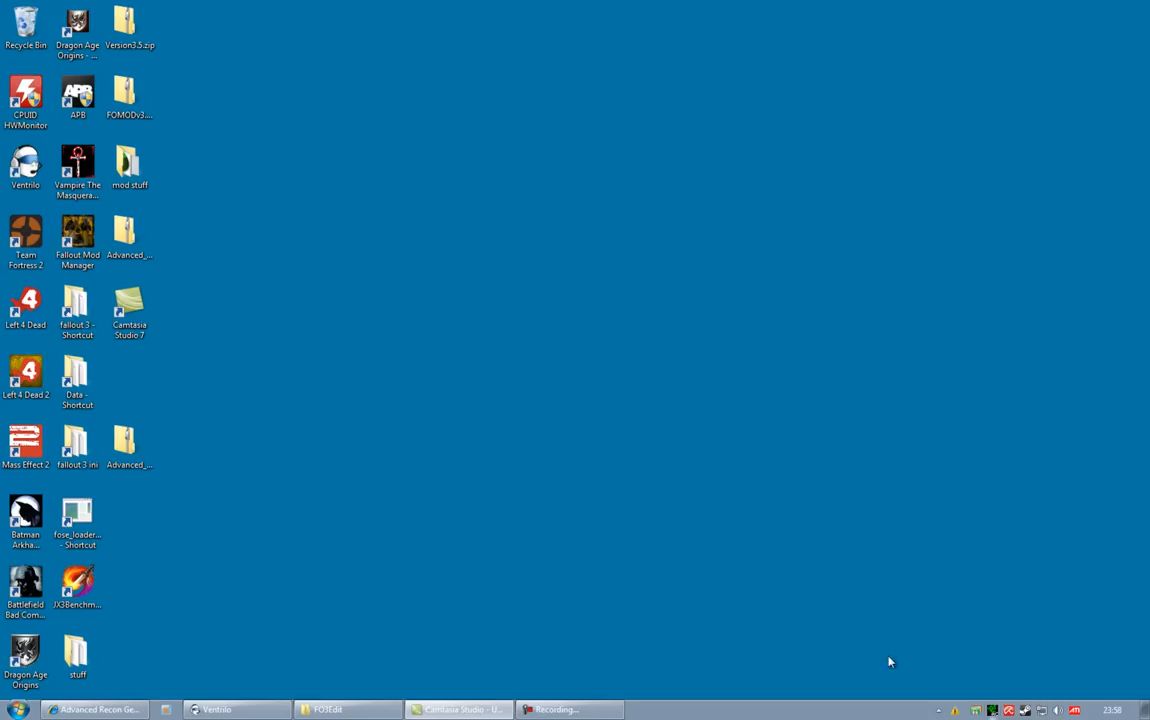 Recycle Bin
CPUID
HWMonitor
Ventrilo
Team
Fortress 2
Left 4 Dead
Left 4 Dead 2
Mass Effect 2
Batman
Arkha...
Battlefield
Bad Com...
Dragon Age
Origins
Dragon Age
Origins - ...
APB
APB
Vampire The
Masquera...
Fallout Mod
Manager
fallout 3 -
Shortcut
Data -
Shortcut
fallout 3 ini
fose_loader...
- Shortcut
JX3Benchm...
stuff
Version3.5.zip
FOMODv3....
mod stuff
Advanced_...
Camtasia
Studio 7
Advanced_...
Advanced Recon Ge...
Ventrilo
FO3Edit
Camtasia Studio - U...
Recording...
23:58